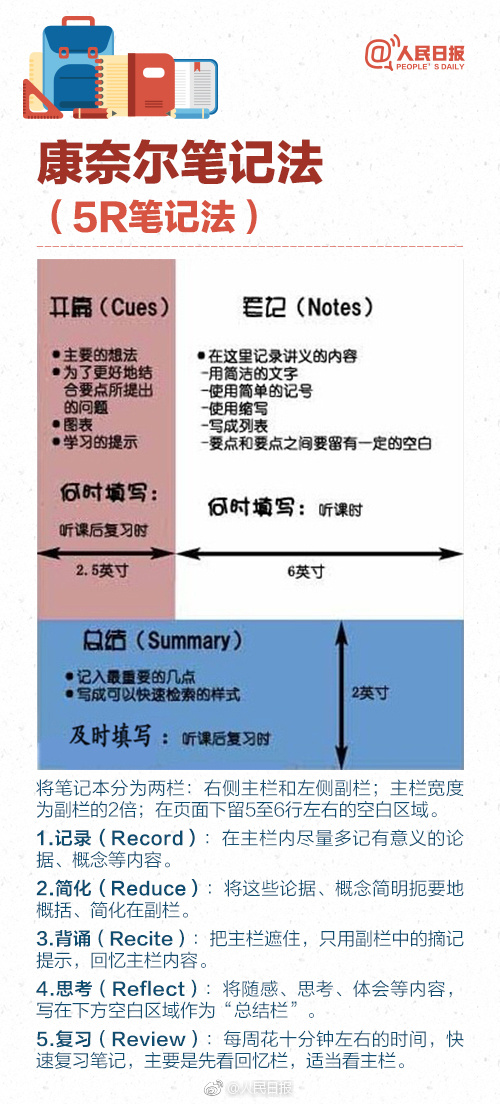 @人民日报
PEOPLE'S DAILY
康奈尔笔记法
（5R笔记法）
（Cues）
●主要的想法
●为了更好地结
合要点所提出
的问题
●图表
●学习的提示
何时填写：
听课后复习时
2.5英寸
笔记（Notes）
●在这里记录讲义的内容
-用简洁的文字
-使用简单的记号
-使用缩写
-写成列表
-要点和要点之间要留有一定的空白
何时填写：听课时
6英寸
总结（Summary）
●记入最重要的几点
●写成可以快速检索的样式
及时填写：听课后复习时
2英寸
将笔记本分为两栏：右侧主栏和左侧副栏；主栏宽度
为副栏的2倍；在页面下留5至6行左右的空白区域。
1.记录（Record）：在主栏内尽量多记有意义的论
据、概念等内容。
2.简化（Reduce）：将这些论据、概念简明扼要地
概括、简化在副栏。
3.背诵（Recite）：把主栏遮住，只用副栏中的摘记
提示，回忆主栏内容。
4.思考（Reflect）：将随感、思考、体会等内容，
写在下方空白区域作为“总结栏”。
5.复习（Review）：每周花十分钟左右的时间，快
速复习笔记，主要是先看回忆栏，适当看主栏。
@人民日报